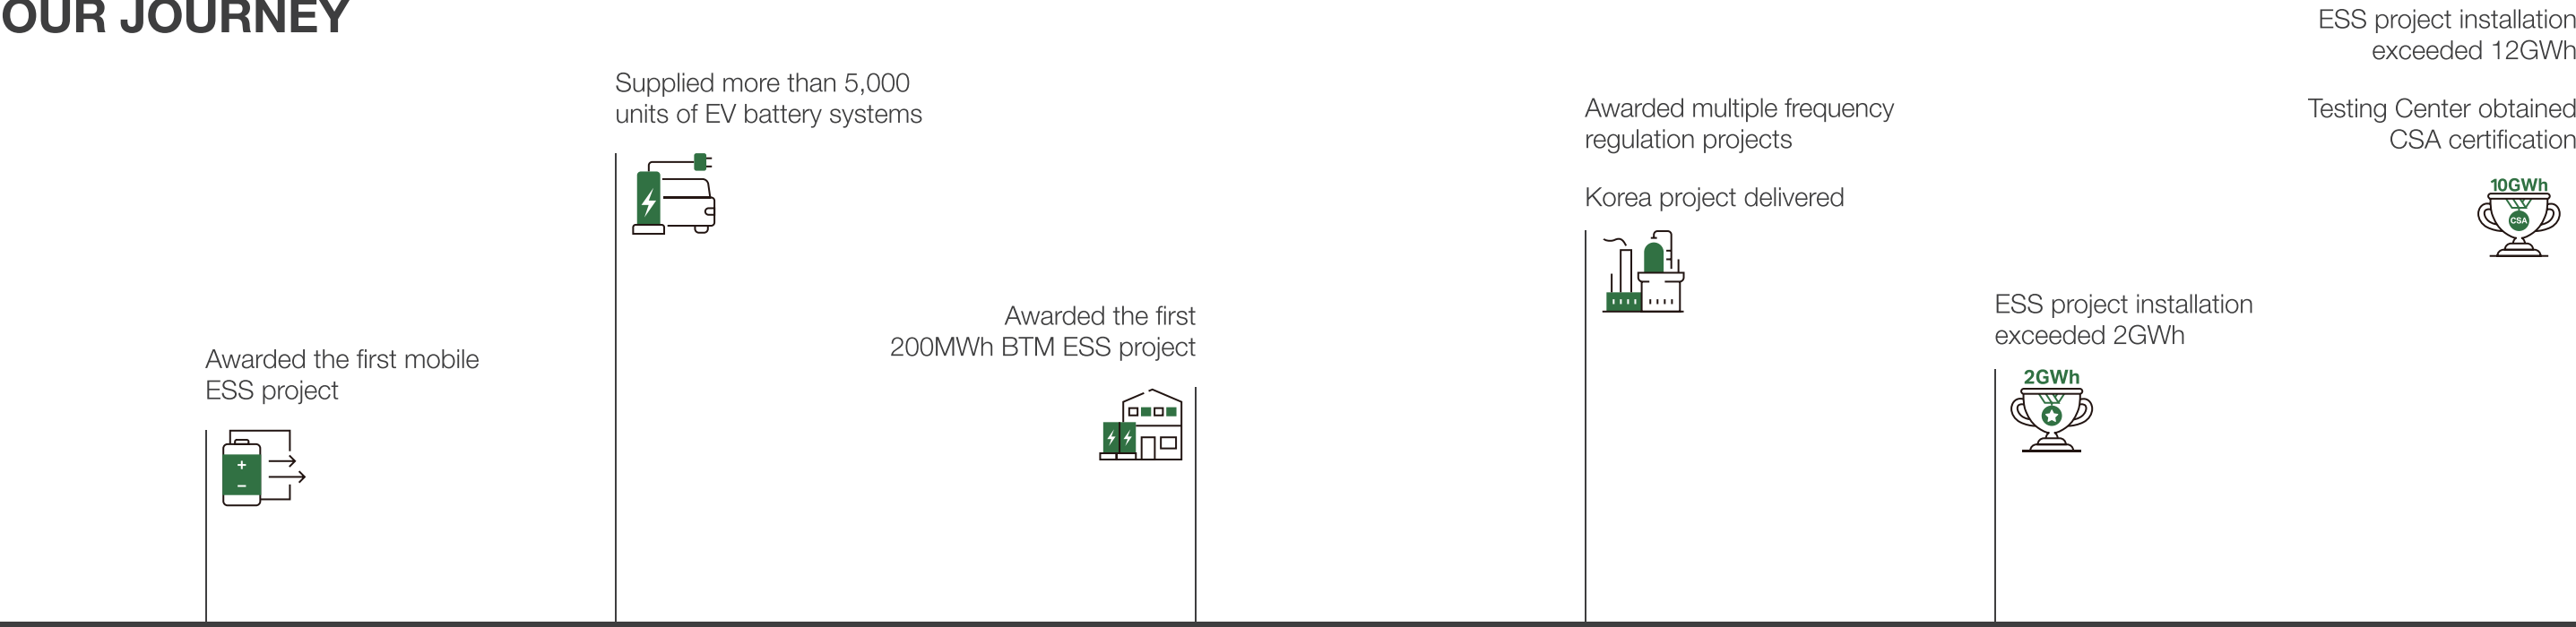 OUR JOURNEY
Awarded the first mobile
ESS project
Supplied more than 5,000
units of EV battery systems
Awarded the first
200MWh BTM ESS project
Awarded multiple frequency
regulation projects
Korea project delivered
ESS project installation
exceeded 2GWh
2GWh
ESS project installation
exceeded 12GWh
Testing Center obtained
CSA certification
10GWh
CSA